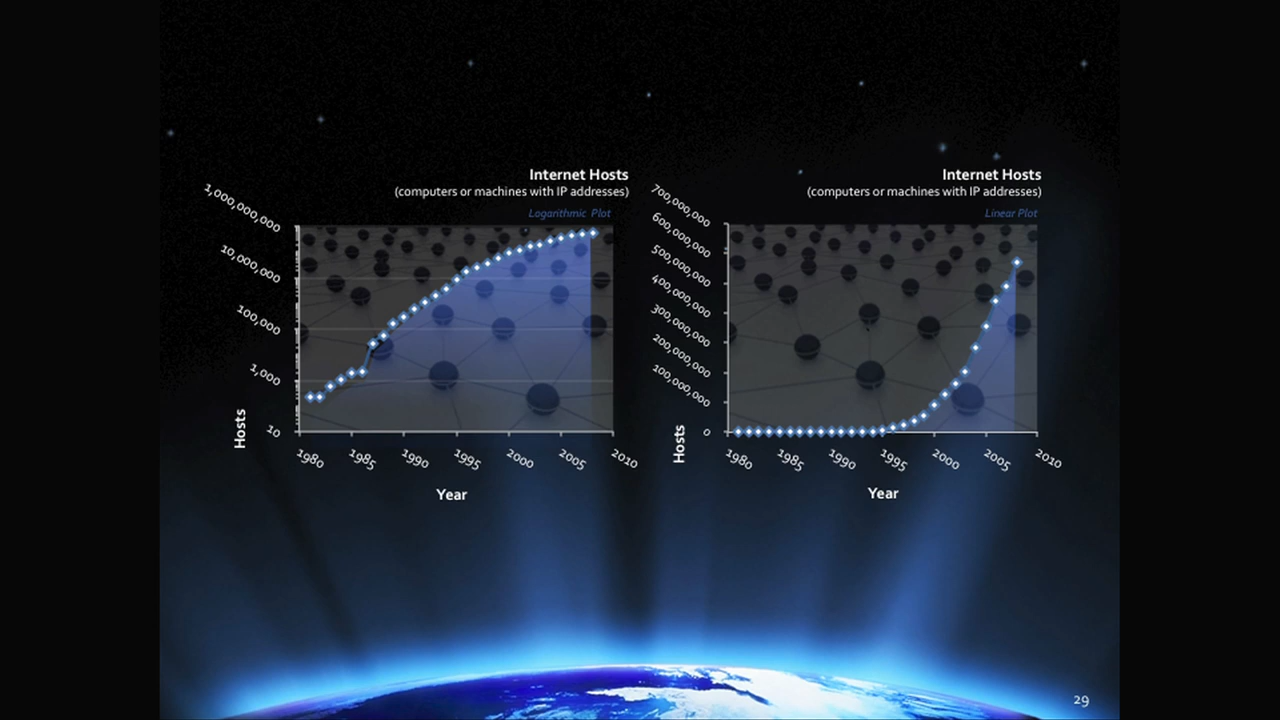 Internet Hosts
(computers or machines with IP addresses)
Logarithmic Plot
1,000,000,000
10,000,000
100,000
1,000
10
Hosts
1980
1985
1990
1995
2000
2005
2010
Year
Internet Hosts
(computers or machines with IP addresses)
Linear Plot
700,000,000
600,000,000
500,000,000
400,000,000
300,000,000
200,000,000
100,000,000
0
Hosts
1980
1985
1990
1995
2000
2005
2010
Year
29